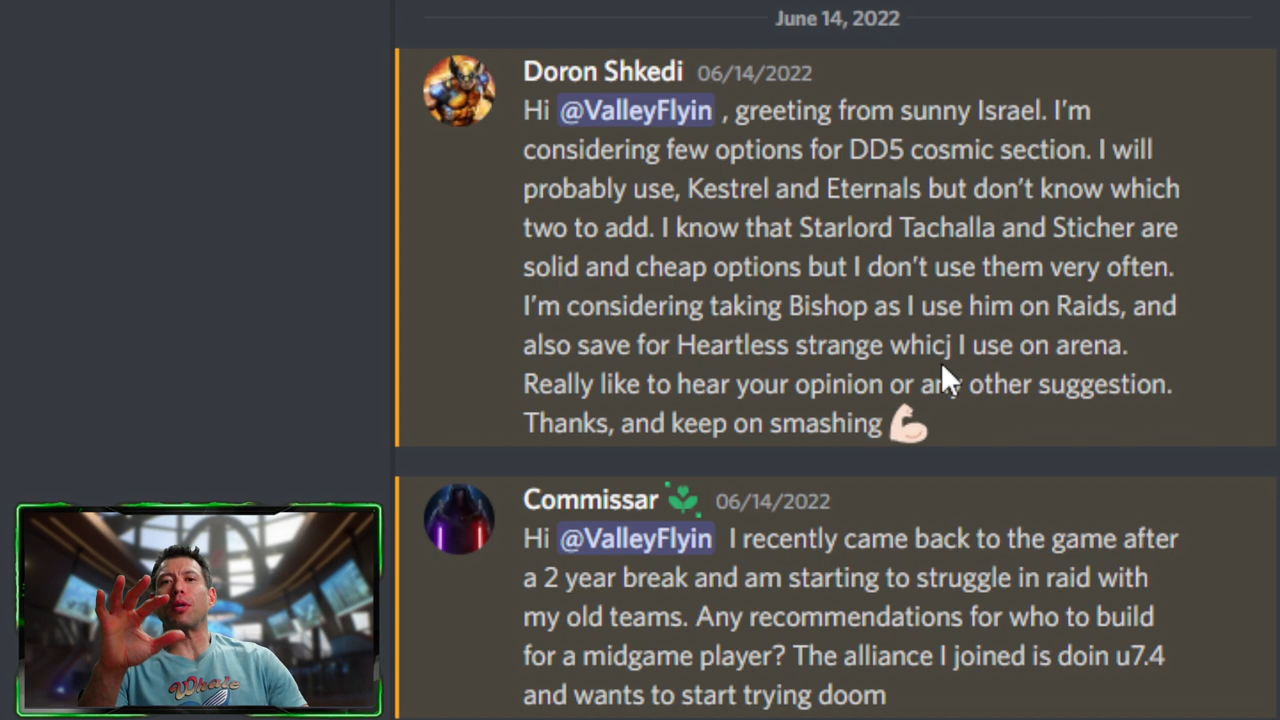 June 14, 2022
Doron Shkedi 06/14/2022
Hi @ValleyFlyin , greeting from sunny Israel. I'm
considering few options for DD5 cosmic section. I will
probably use, Kestrel and Eternals but don't know which
two to add. I know that Starlord Tachalla and Sticher are
solid and cheap options but I don't use them very often.
I'm considering taking Bishop as I use him on Raids, and
also save for Heartless strange whicj I use on arena.
Really like to hear your opinion or any other suggestion.
Thanks, and keep on smashing 💪🏻
Commissar 06/14/2022
Hi @ValleyFlyin I recently came back to the game after
a 2 year break and am starting to struggle in raid with
my old teams. Any recommendations for who to build
for a midgame player? The alliance I joined is doin u7.4
and wants to start trying doom
Whale